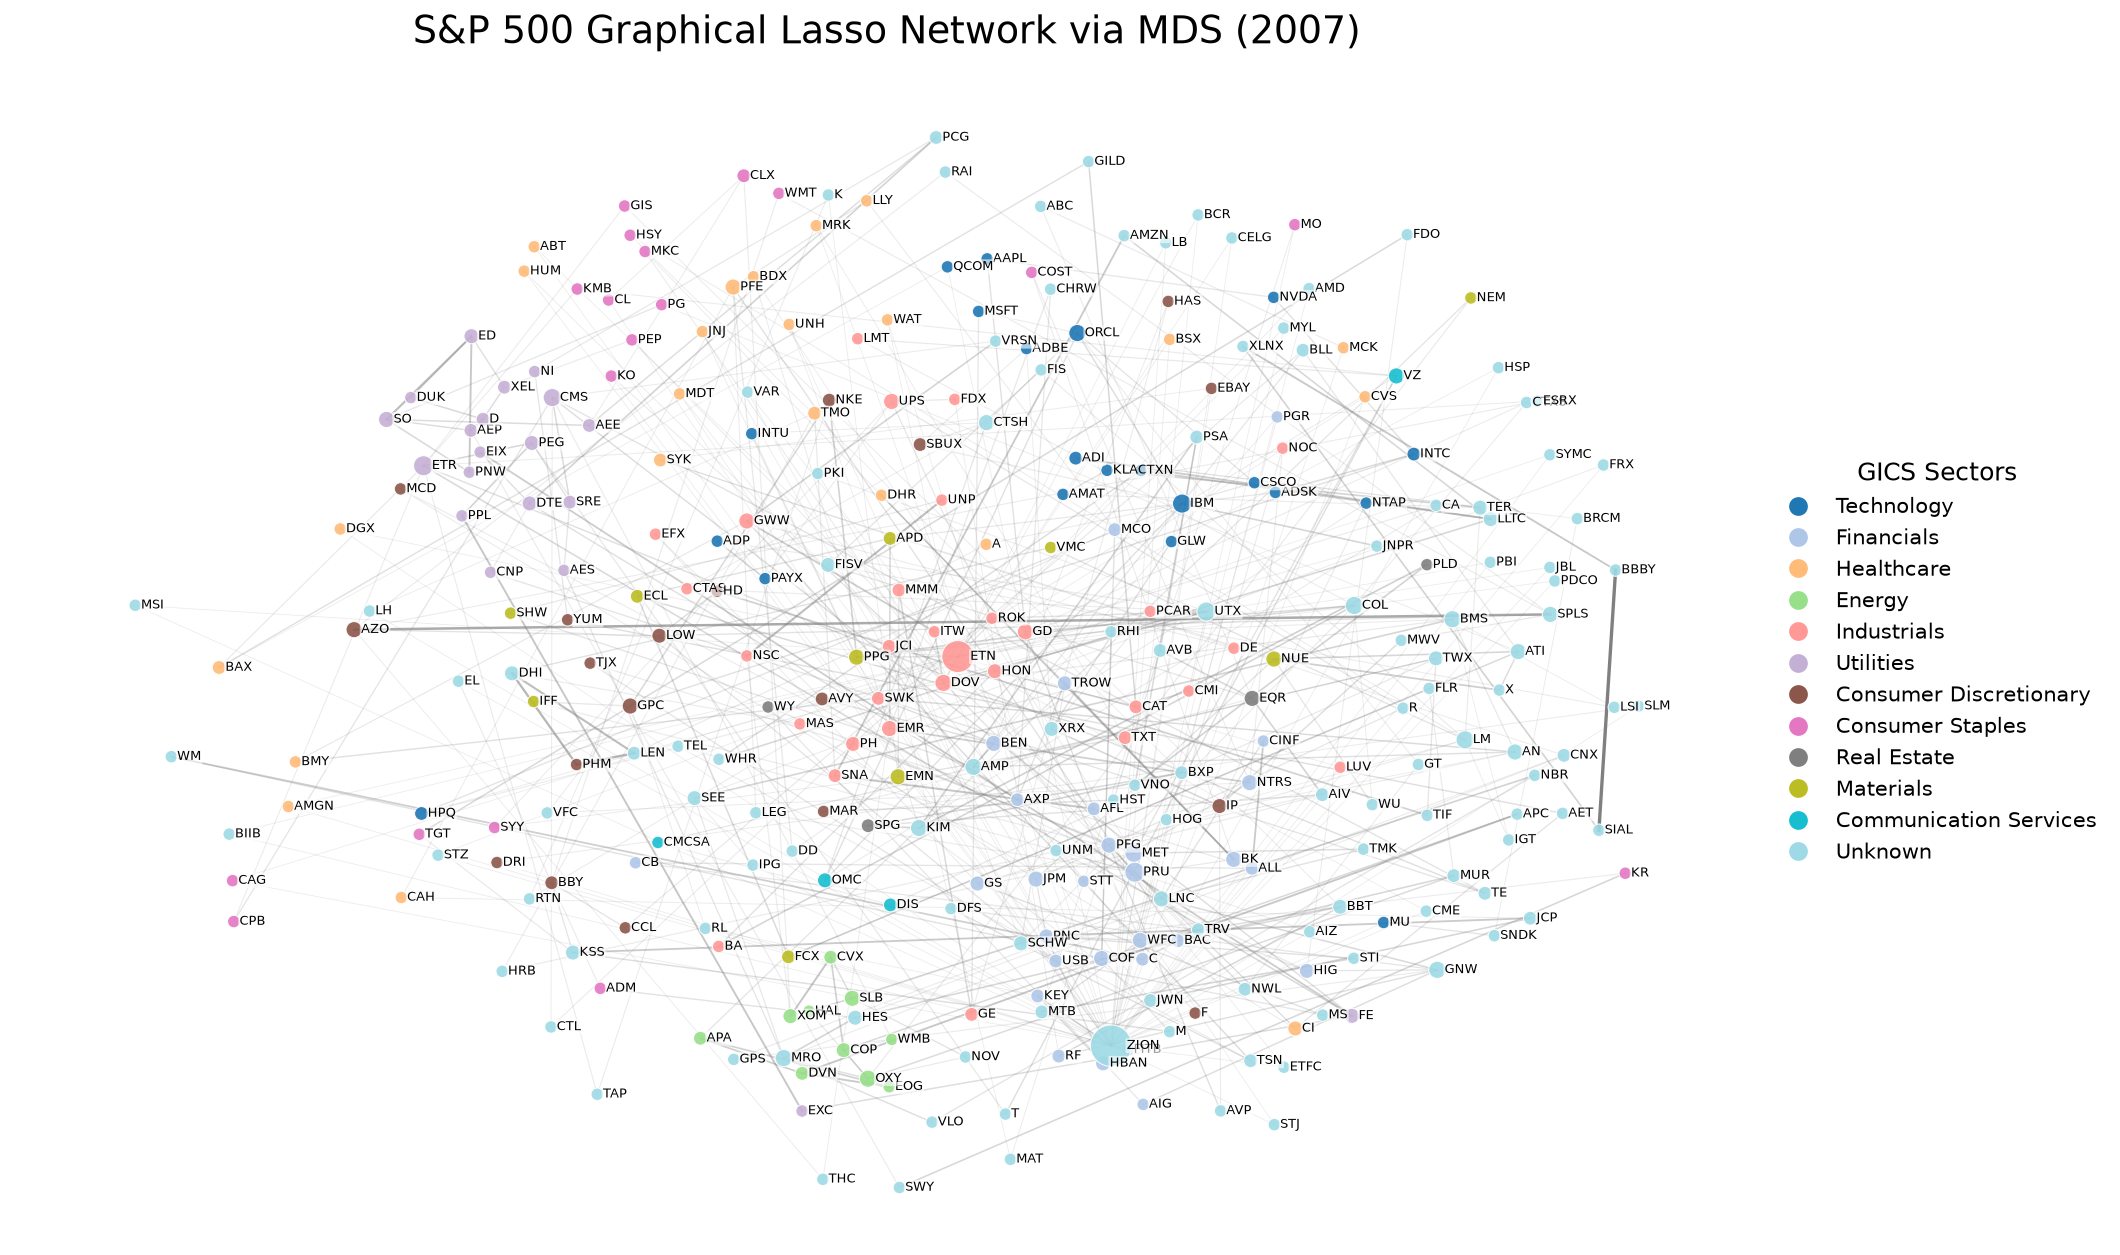 S&P 500 Graphical Lasso Network via MDS (2007)
PCG
GILD
RAI
CLX
WMT
K
LLY
GIS
ABC
BCR
MRK
MO
HSY
AMZN
CELG
FDO
LB
ABT
MKC
AAPL
QCOM
HUM
COST
BDX
PFE
KMB
CHRW
AMD
CL
NVDA
NEM
PG
HAS
MSFT
WAT
UNH
MYL
JNJ
ORCL
ED
LMT
PEP
VRSN
BSX
XLNX
ADBE
BLL
MCK
HSP
NI
FIS
KO
VZ
XEL
EBAY
MDT
VAR
DUK
CMS
NKE
UPS
FDX
CVS
ESRX
TMO
PGR
SO
D
CTSH
AEE
AEP
INTU
PSA
PEG
SBUX
NOC
EIX
INTC
SYMC
ETR
SYK
ADI
FRX
PNW
PKI
KLAC
TXN
CSCO
MCD
ADSK
DHR
AMAT
UNP
DTE
SRE
IBM
NTAP
CA
TER
PPL
LLTC
BRCM
GWW
DGX
MCO
EFX
APD
ADP
GLW
A
VMC
JNPR
PBI
FISV
PLD
JBL
CNP
AES
BBBY
PAYX
PDCO
CTAS
HD
MMM
ECL
MSI
LH
SHW
UTX
COL
PCAR
SPLS
YUM
ROK
BMS
AZO
ITW
GD
RHI
LOW
MWV
JCI
DE
AVB
ATI
NSC
PPG
ETN
NUE
TWX
TJX
BAX
DHI
HON
EL
DOV
TROW
FLR
X
CMI
IFF
AVY
SWK
EQR
GPC
WY
CAT
R
LSI
SLM
MAS
EMR
XRX
TXT
LM
PH
BEN
CINF
TEL
LEN
AN
CNX
WM
WHR
BMY
PHM
AMP
GT
LUV
BXP
SNA
EMN
NBR
NTRS
VNO
SEE
AIV
AXP
HST
AMGN
WU
IP
AFL
HPQ
VFC
LEG
MAR
TIF
APC
AET
HOG
SPG
KIM
SYY
BIIB
TGT
SIAL
IGT
CMCSA
PFG
DD
UNM
TMK
STZ
MET
BK
DRI
CB
IPG
ALL
PRU
KR
MUR
CAG
OMC
GS
JPM
STT
BBY
TE
CAH
RTN
LNC
DIS
DFS
BBT
CME
CPB
MU
JCP
CCL
RL
TRV
AIZ
PNC
SNDK
BA
SCHW
WFC
BAC
KSS
FCX
CVX
COF
C
STI
USB
HRB
HIG
GNW
ADM
NWL
KEY
SLB
JWN
HAL
MTB
GE
F
XOM
HES
MS
FE
CTL
CI
M
APA
WMB
ZION
COP
GPS
MRO
NOV
RF
HBAN
TSN
ETFC
DVN
OXY
EOG
TAP
AIG
EXC
T
AVP
VLO
STJ
MAT
THC
SWY
GICS Sectors
Technology
Financials
Healthcare
Energy
Industrials
Utilities
Consumer Discretionary
Consumer Staples
Real Estate
Materials
Communication Services
Unknown